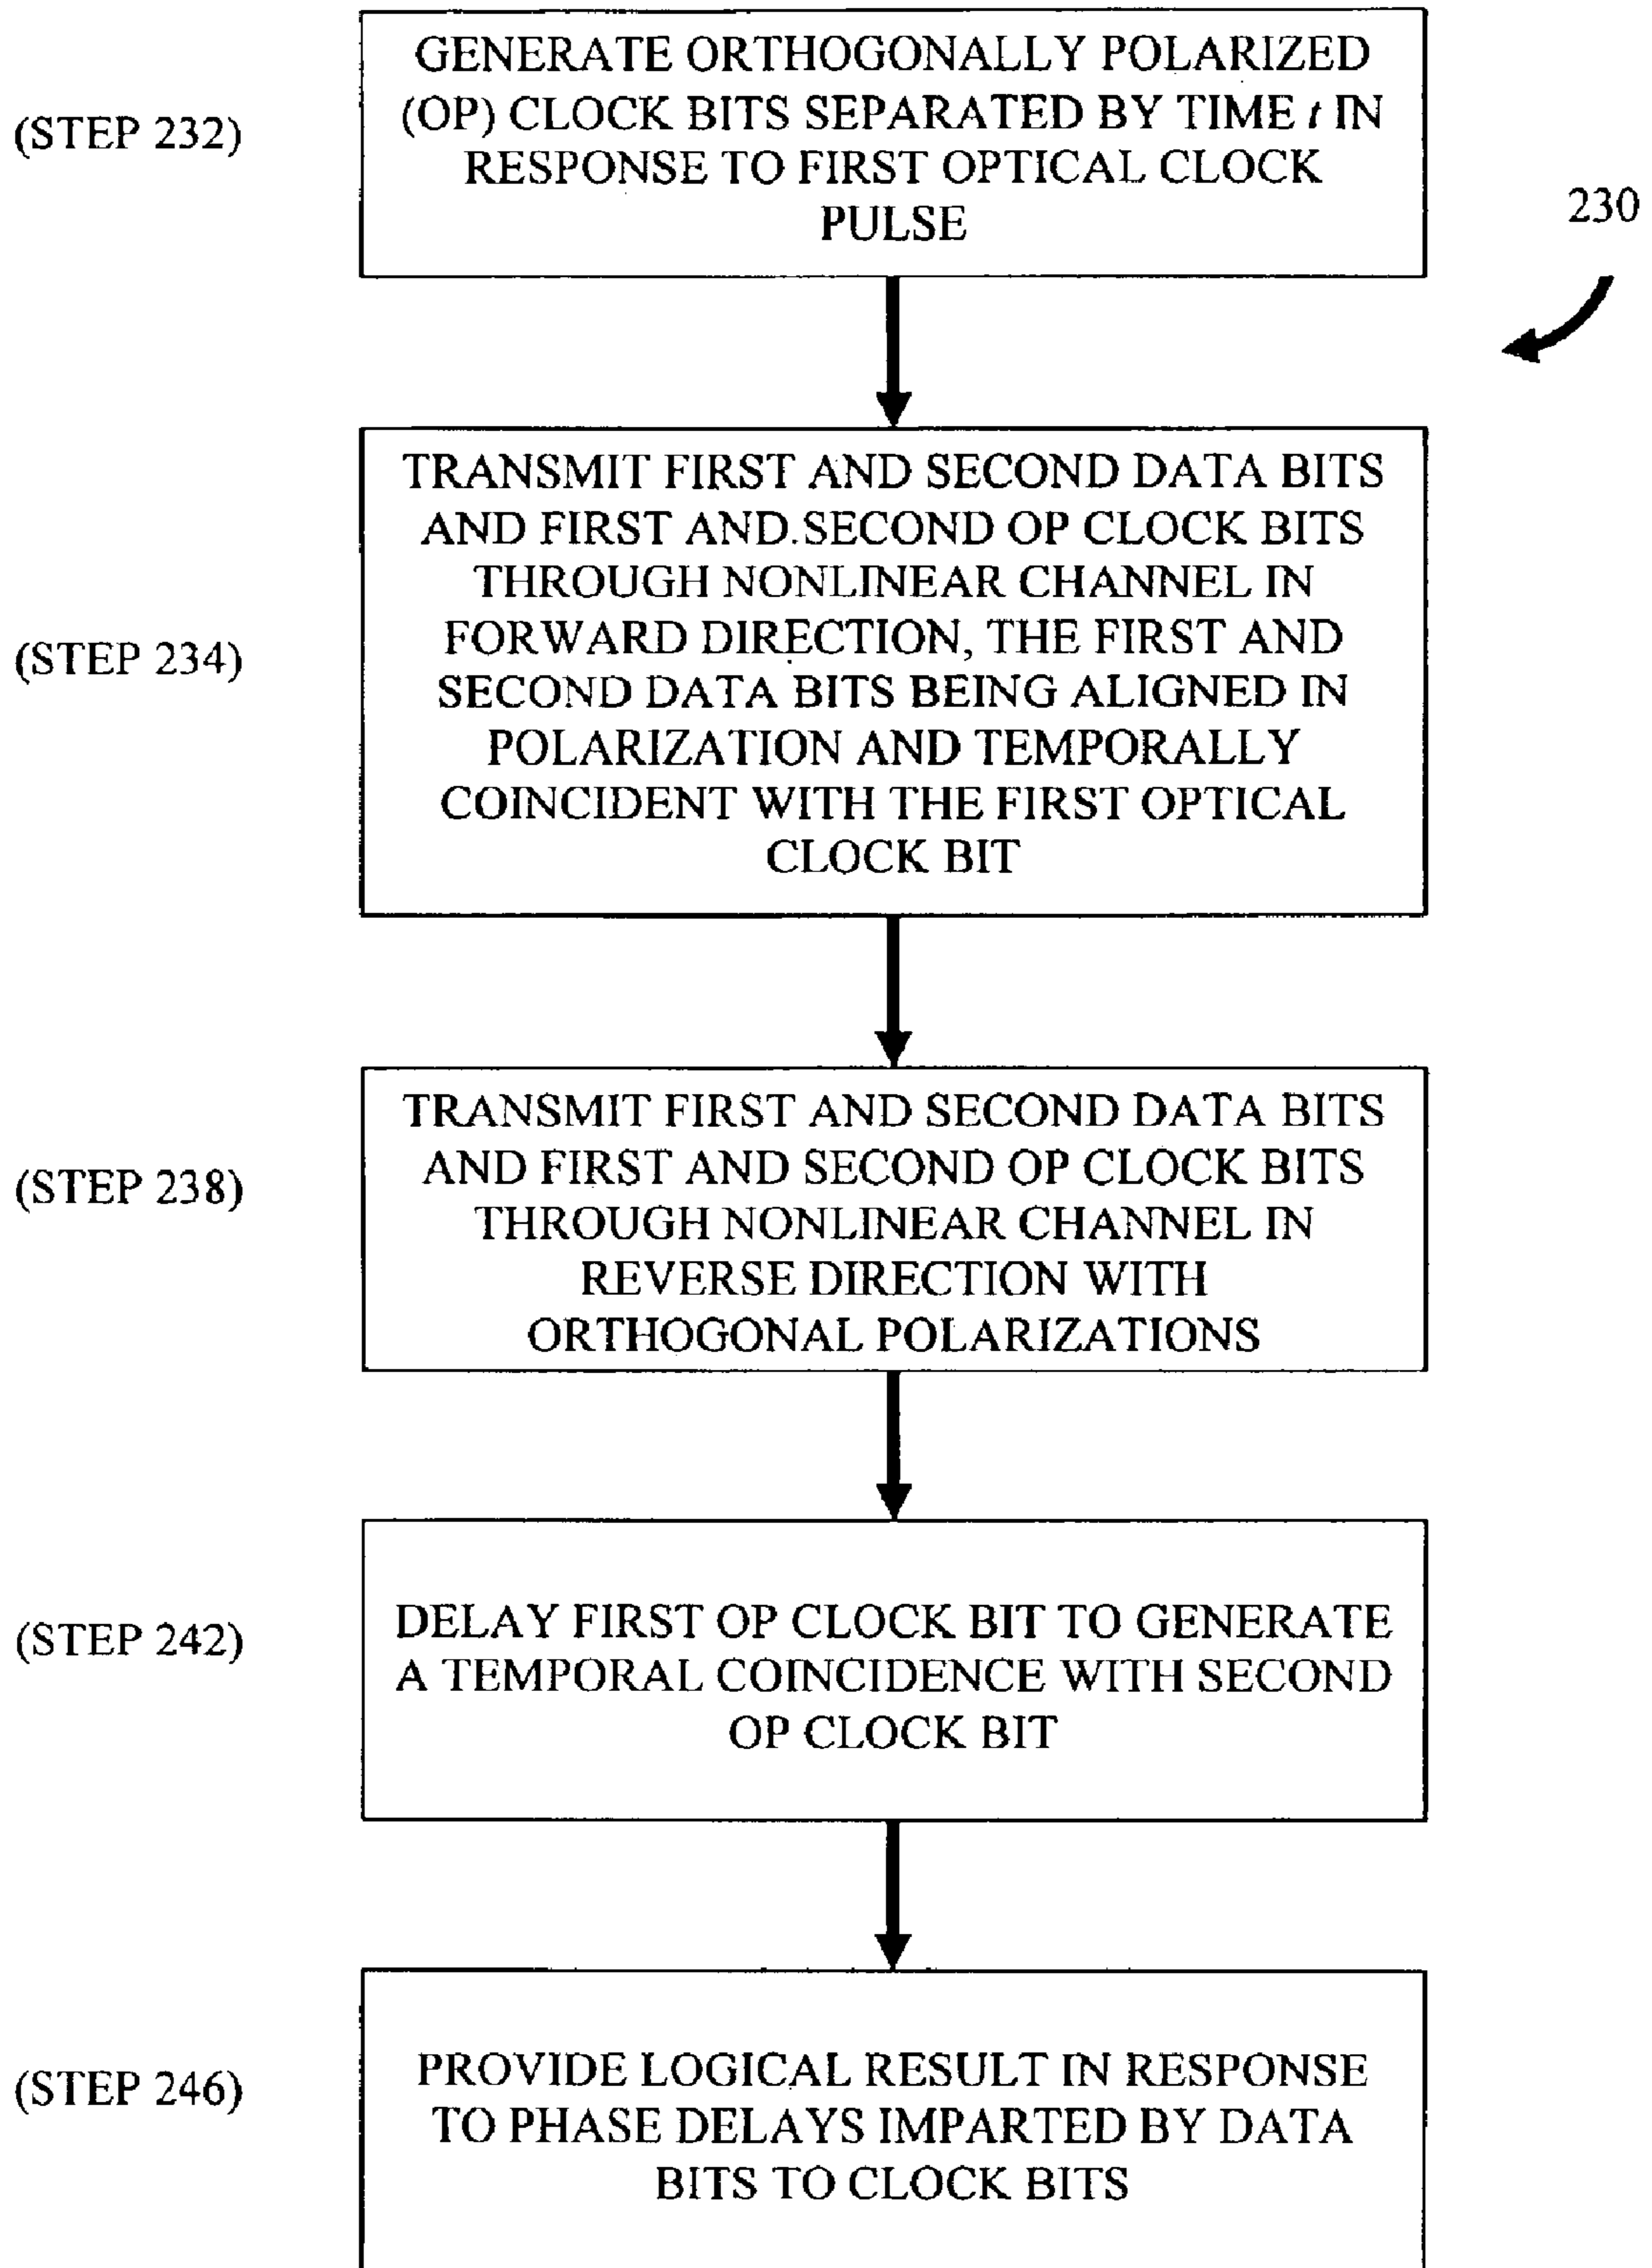 (STEP 232)
GENERATE ORTHOGONALLY POLARIZED
(OP) CLOCK BITS SEPARATED BY TIME t IN
RESPONSE TO FIRST OPTICAL CLOCK
PULSE
230
(STEP 234)
TRANSMIT FIRST AND SECOND DATA BITS
AND FIRST AND SECOND OP CLOCK BITS
THROUGH NONLINEAR CHANNEL IN
FORWARD DIRECTION, THE FIRST AND
SECOND DATA BITS BEING ALIGNED IN
POLARIZATION AND TEMPORALLY
COINCIDENT WITH THE FIRST OPTICAL
CLOCK BIT
(STEP 238)
TRANSMIT FIRST AND SECOND DATA BITS
AND FIRST AND SECOND OP CLOCK BITS
THROUGH NONLINEAR CHANNEL IN
REVERSE DIRECTION WITH
ORTHOGONAL POLARIZATIONS
(STEP 242)
DELAY FIRST OP CLOCK BIT TO GENERATE
A TEMPORAL COINCIDENCE WITH SECOND
OP CLOCK BIT
(STEP 246)
PROVIDE LOGICAL RESULT IN RESPONSE
TO PHASE DELAYS IMPARTED BY DATA
BITS TO CLOCK BITS